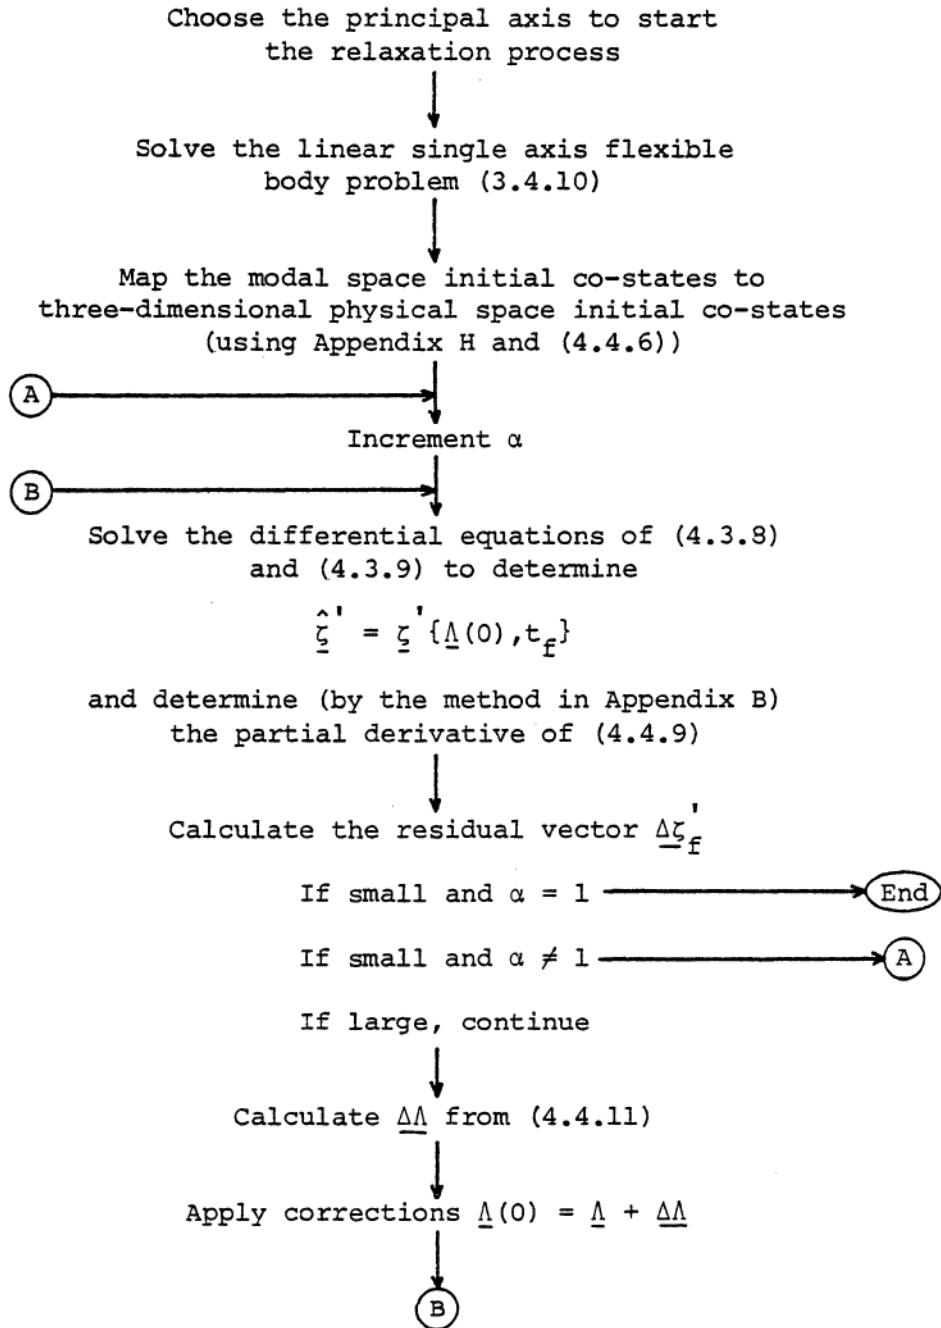 Choose the principal axis to start
the relaxation process
Solve the linear single axis flexible
body problem (3.4.10)
Map the modal space initial co-states to
three-dimensional physical space initial co-states
(using Appendix H and (4.4.6))
A
Increment α
B
Solve the differential equations of (4.3.8)
and (4.3.9) to determine
ζ̲̂' = ζ̲'{Λ̲(0),t_f}
and determine (by the method in Appendix B)
the partial derivative of (4.4.9)
Calculate the residual vector Δ̲ζ̲_f'
If small and α = 1 End
If small and α ≠ 1 A
If large, continue
Calculate Δ̲Λ̲ from (4.4.11)
Apply corrections Λ̲(0) = Λ̲ + Δ̲Λ̲
B